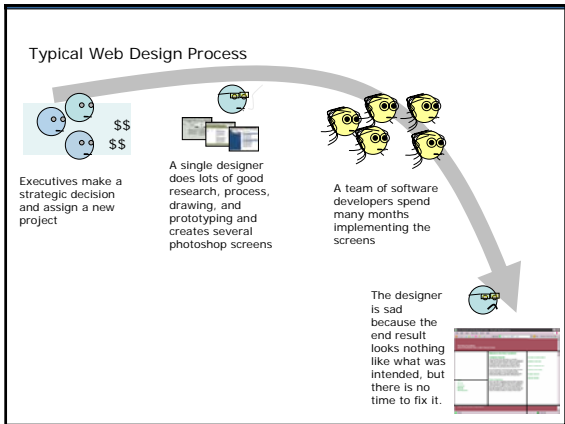 Typical Web Design Process
$$
$$
Executives make a
strategic decision
and assign a new
project
A single designer
does lots of good
research, process,
drawing, and
prototyping and
creates several
photoshop screens
A team of software
developers spend
many months
implementing the
screens
The designer
is sad
because the
end result
looks nothing
like what was
intended, but
there is no
time to fix it.